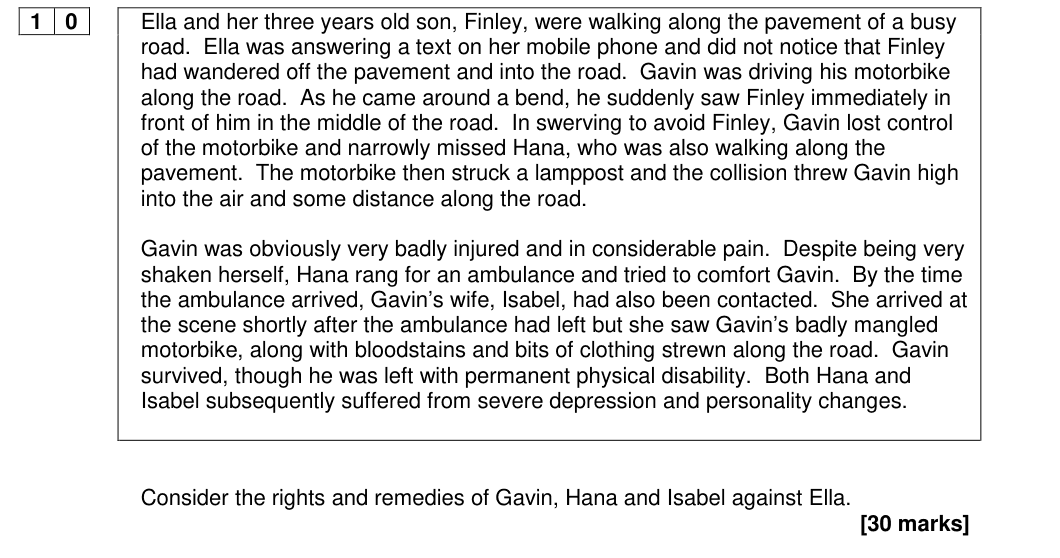 1 0
Ella and her three years old son, Finley, were walking along the pavement of a busy
road. Ella was answering a text on her mobile phone and did not notice that Finley
had wandered off the pavement and into the road. Gavin was driving his motorbike
along the road. As he came around a bend, he suddenly saw Finley immediately in
front of him in the middle of the road. In swerving to avoid Finley, Gavin lost control
of the motorbike and narrowly missed Hana, who was also walking along the
pavement. The motorbike then struck a lamppost and the collision threw Gavin high
into the air and some distance along the road.
Gavin was obviously very badly injured and in considerable pain. Despite being very
shaken herself, Hana rang for an ambulance and tried to comfort Gavin. By the time
the ambulance arrived, Gavin's wife, Isabel, had also been contacted. She arrived at
the scene shortly after the ambulance had left but she saw Gavin's badly mangled
motorbike, along with bloodstains and bits of clothing strewn along the road. Gavin
survived, though he was left with permanent physical disability. Both Hana and
Isabel subsequently suffered from severe depression and personality changes.
Consider the rights and remedies of Gavin, Hana and Isabel against Ella.
[30 marks]